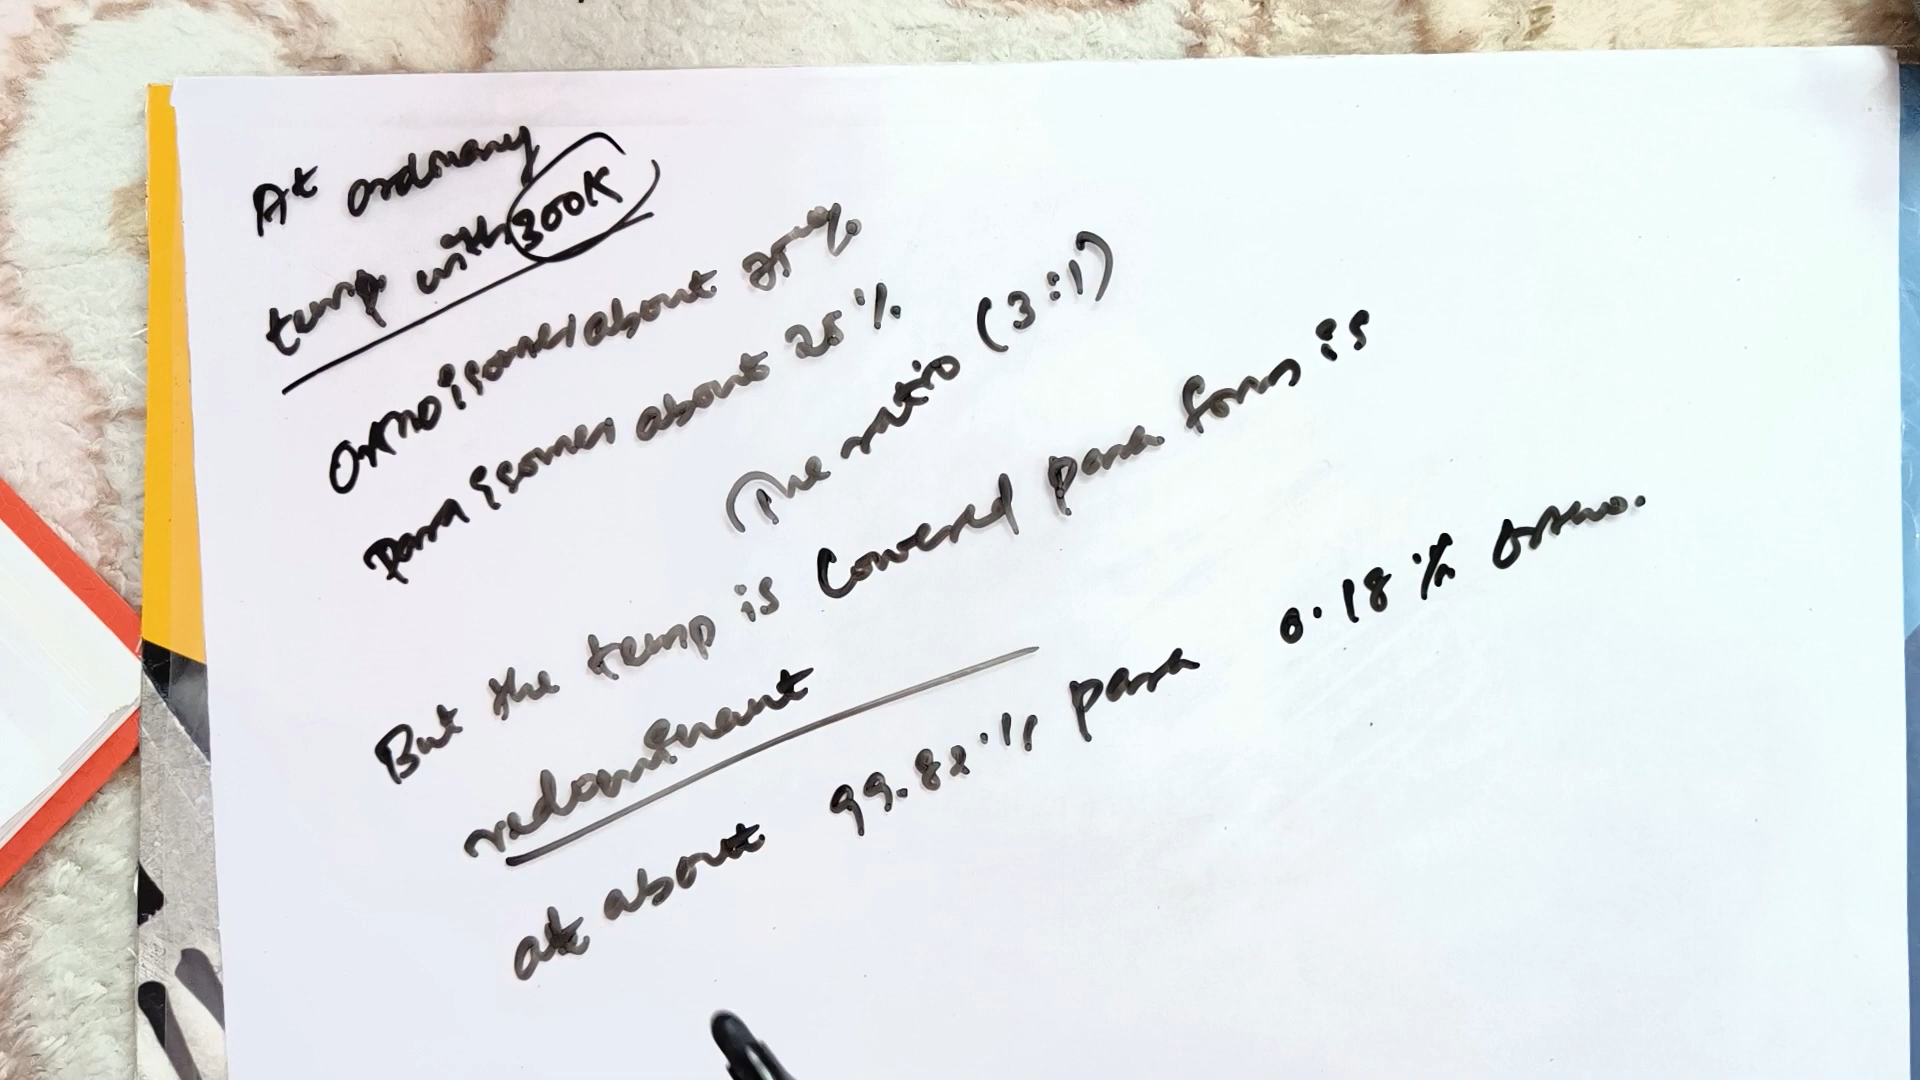 At ordinary
temp with 300K
Ortho isomer about 75%
para isomer about 25%
The ratio (3:1)
But the temp is Lowered para form is
redominant
at about 99.82% para 0.18% ortho.